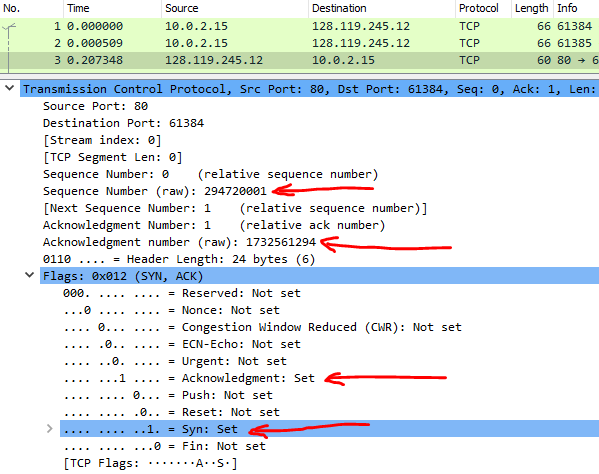 No. Time Source Destination Protocol Length Info
1 0.000000 10.0.2.15 128.119.245.12 TCP 66 61384
2 0.000509 10.0.2.15 128.119.245.12 TCP 66 61385
3 0.207348 128.119.245.12 10.0.2.15 TCP 60 80 → 6
Transmission Control Protocol, Src Port: 80, Dst Port: 61384, Seq: 0, Ack: 1, Len:
Source Port: 80
Destination Port: 61384
[Stream index: 0]
[TCP Segment Len: 0]
Sequence Number: 0    (relative sequence number)
Sequence Number (raw): 294720001
[Next Sequence Number: 1    (relative sequence number)]
Acknowledgment Number: 1    (relative ack number)
Acknowledgment number (raw): 1732561294
0110 .... = Header Length: 24 bytes (6)
Flags: 0x012 (SYN, ACK)
000. .... .... = Reserved: Not set
...0 .... .... = Nonce: Not set
.... 0... .... = Congestion Window Reduced (CWR): Not set
.... .0.. .... = ECN-Echo: Not set
.... ..0. .... = Urgent: Not set
.... ...1 .... = Acknowledgment: Set
.... .... 0... = Push: Not set
.... .... .0.. = Reset: Not set
.... .... ..1. = Syn: Set
.... .... ...0 = Fin: Not set
[TCP Flags: ·······A··S·]